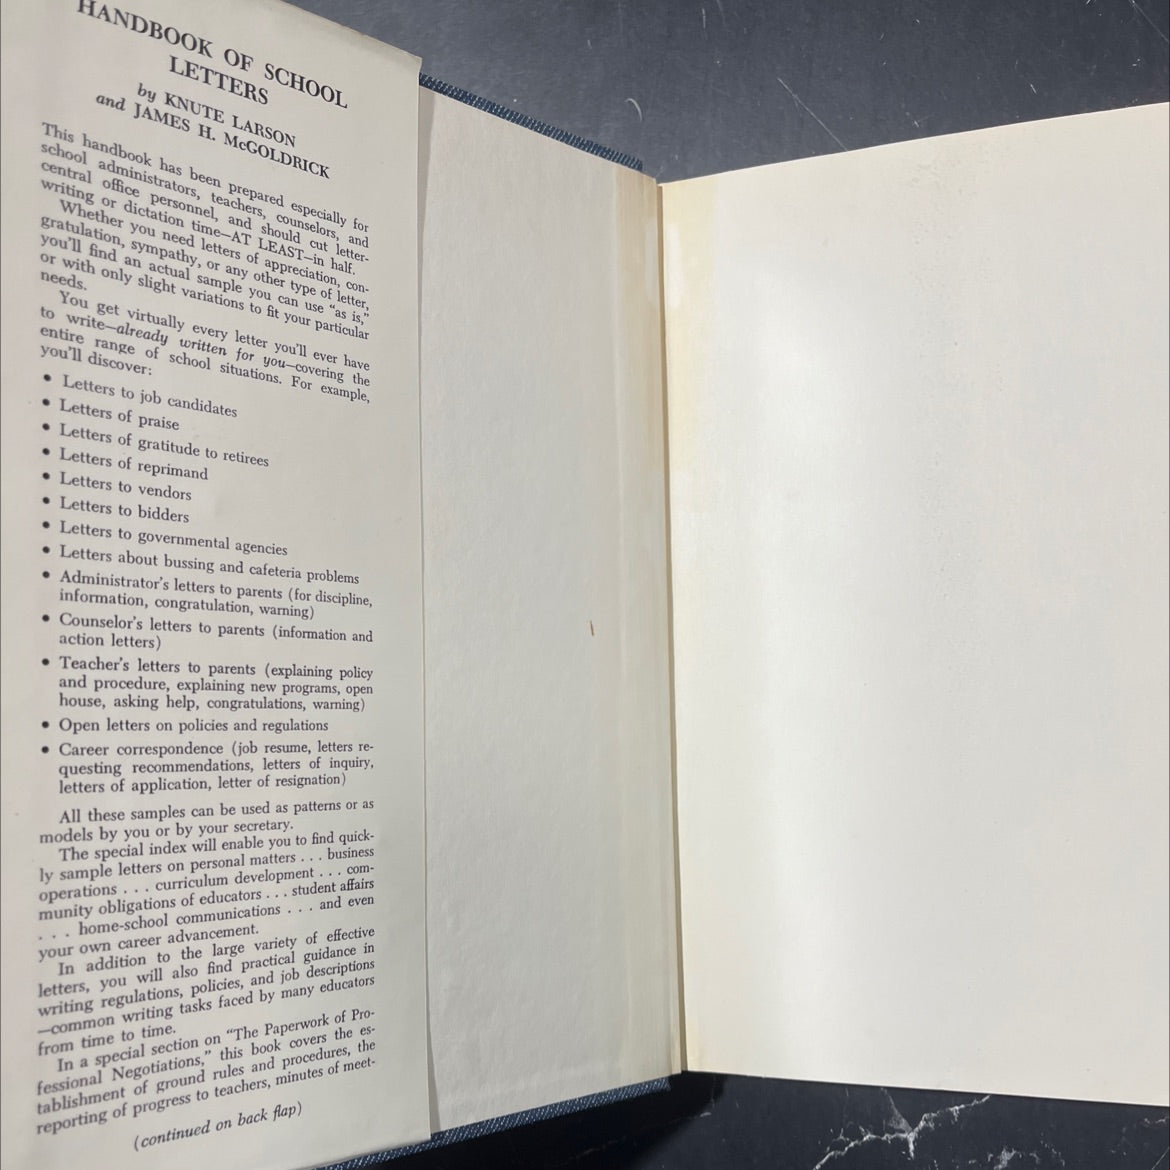 HANDBOOK OF SCHOOL
LETTERS
by KNUTE LARSON
and JAMES H. McGOLDRICK
This handbook has been prepared especially for
school administrators, teachers, counselors, and
central office personnel, and should cut letter-
writing or dictation time—AT LEAST—in half.
Whether you need letters of appreciation, con-
gratulation, sympathy, or any other type of letter,
you'll find an actual sample you can use "as is,"
or with only slight variations to fit your particular
needs.
You get virtually every letter you'll ever have
to write—already written for you—covering the
entire range of school situations. For example,
you'll discover:
• Letters to job candidates
• Letters of praise
• Letters of gratitude to retirees
• Letters of reprimand
• Letters to vendors
• Letters to bidders
• Letters to governmental agencies
• Letters about bussing and cafeteria problems
• Administrator's letters to parents (for discipline,
information, congratulation, warning)
• Counselor's letters to parents (information and
action letters)
• Teacher's letters to parents (explaining policy
and procedure, explaining new programs, open
house, asking help, congratulations, warning)
• Open letters on policies and regulations
• Career correspondence (job resume, letters re-
questing recommendations, letters of inquiry,
letters of application, letter of resignation)
All these samples can be used as patterns or as
models by you or by your secretary.
The special index will enable you to find quick-
ly sample letters on personal matters . . . business
operations . . . curriculum development . . . com-
munity obligations of educators . . . student affairs
. . . home-school communications . . . and even
your own career advancement.
In addition to the large variety of effective
letters, you will also find practical guidance in
writing regulations, policies, and job descriptions
—common writing tasks faced by many educators
from time to time.
In a special section on "The Paperwork of Pro-
fessional Negotiations," this book covers the es-
tablishment of ground rules and procedures, the
reporting of progress to teachers, minutes of meet-
(continued on back flap)